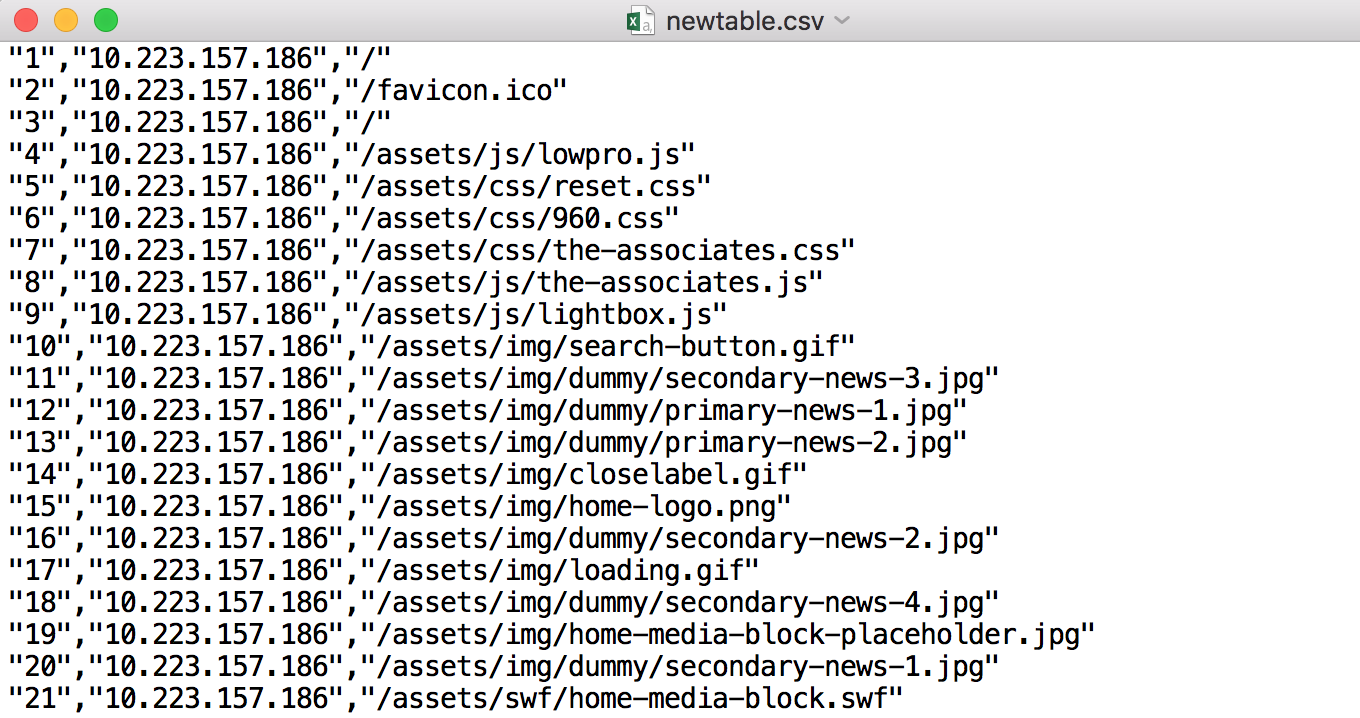 newtable.csv
"1","10.223.157.186","/"
"2","10.223.157.186","/favicon.ico"
"3","10.223.157.186","/"
"4","10.223.157.186","/assets/js/lowpro.js"
"5","10.223.157.186","/assets/css/reset.css"
"6","10.223.157.186","/assets/css/960.css"
"7","10.223.157.186","/assets/css/the-associates.css"
"8","10.223.157.186","/assets/js/the-associates.js"
"9","10.223.157.186","/assets/js/lightbox.js"
"10","10.223.157.186","/assets/img/search-button.gif"
"11","10.223.157.186","/assets/img/dummy/secondary-news-3.jpg"
"12","10.223.157.186","/assets/img/dummy/primary-news-1.jpg"
"13","10.223.157.186","/assets/img/dummy/primary-news-2.jpg"
"14","10.223.157.186","/assets/img/closelabel.gif"
"15","10.223.157.186","/assets/img/home-logo.png"
"16","10.223.157.186","/assets/img/dummy/secondary-news-2.jpg"
"17","10.223.157.186","/assets/img/loading.gif"
"18","10.223.157.186","/assets/img/dummy/secondary-news-4.jpg"
"19","10.223.157.186","/assets/img/home-media-block-placeholder.jpg"
"20","10.223.157.186","/assets/img/dummy/secondary-news-1.jpg"
"21","10.223.157.186","/assets/swf/home-media-block.swf"